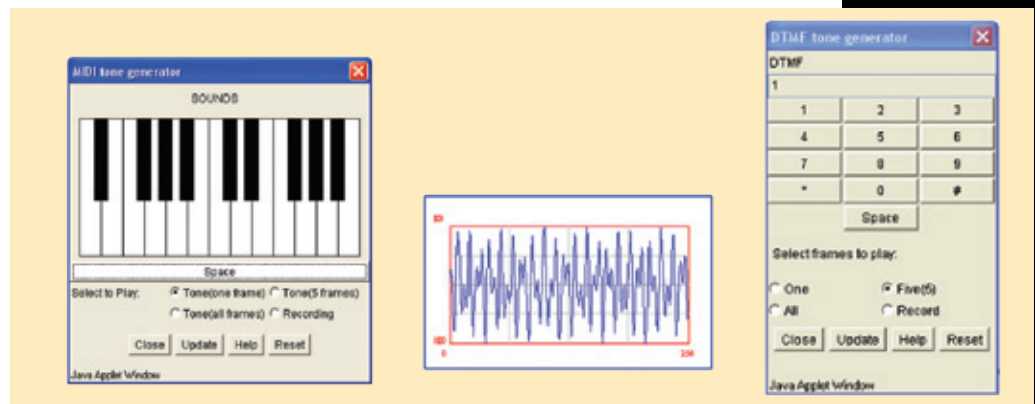 MIDI tone generator
SOUNDS
Space
Select to Play: Tone(one frame) Tone(5 frames)
Tone(all frames) Recording
Close Update Help Reset
Java Applet Window
0 256
DTMF tone generator
DTMF
1
1 2 3
4 5 6
7 8 9
* 0 #
Space
Select frames to play:
One Five(5)
All Record
Close Update Help Reset
Java Applet Window